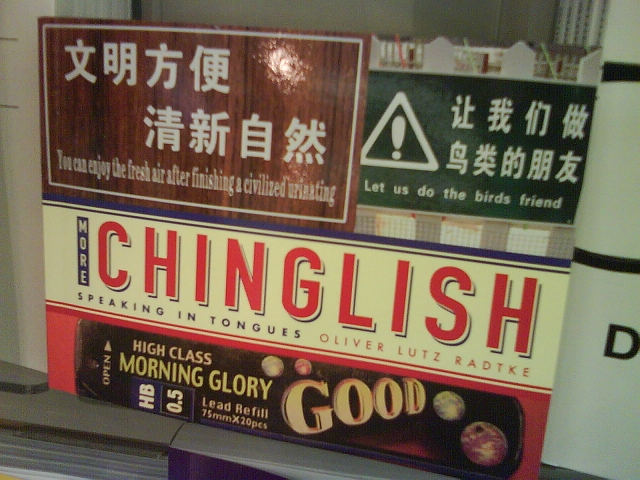 文明方便
清新自然
You can enjoy the fresh air after finishing a civilized urinating
让我们做
鸟类的朋友
Let us do the birds friend
MORE
CHINGLISH
SPEAKING IN TONGUES OLIVER LUTZ RADTKE
OPEN
HIGH CLASS
MORNING GLORY
HB
0.5
Lead Refill
75mmX20pcs
GOOD
D